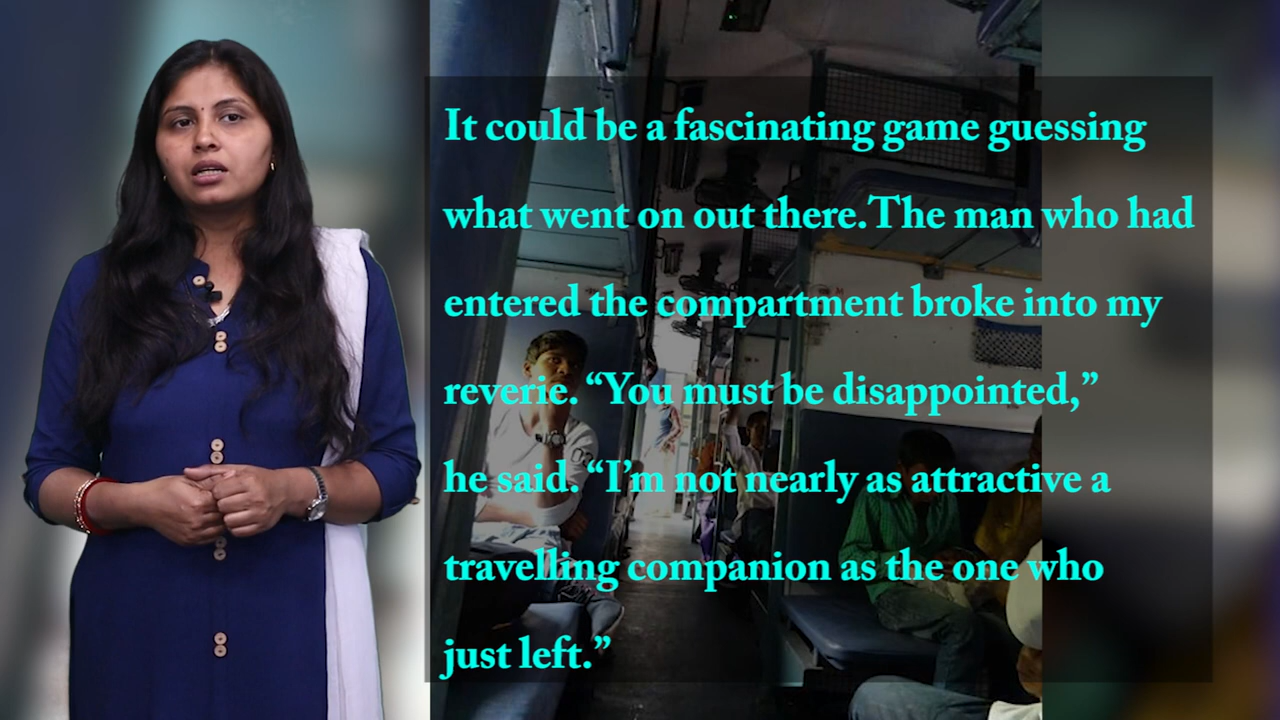 It could be a fascinating game guessing
what went on out there. The man who had
entered the compartment broke into my
reverie. “You must be disappointed,”
he said. “I’m not nearly as attractive a
travelling companion as the one who
just left.”